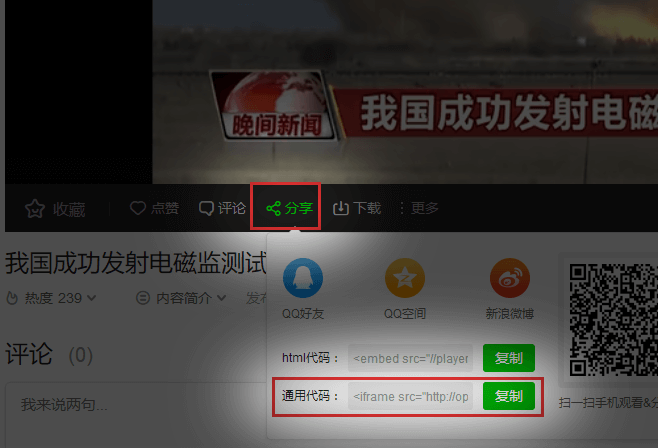 晚间新闻
我国成功发射电磁
收藏
点赞
评论
分享
下载
更多
我国成功发射电磁监测试
热度 239
内容简介
发布
QQ好友
QQ空间
新浪微博
评论 (0)
html代码：
<embed src="//player
复制
我来说两句...
通用代码：
<iframe src="http://op
复制
扫一扫手机观看&分